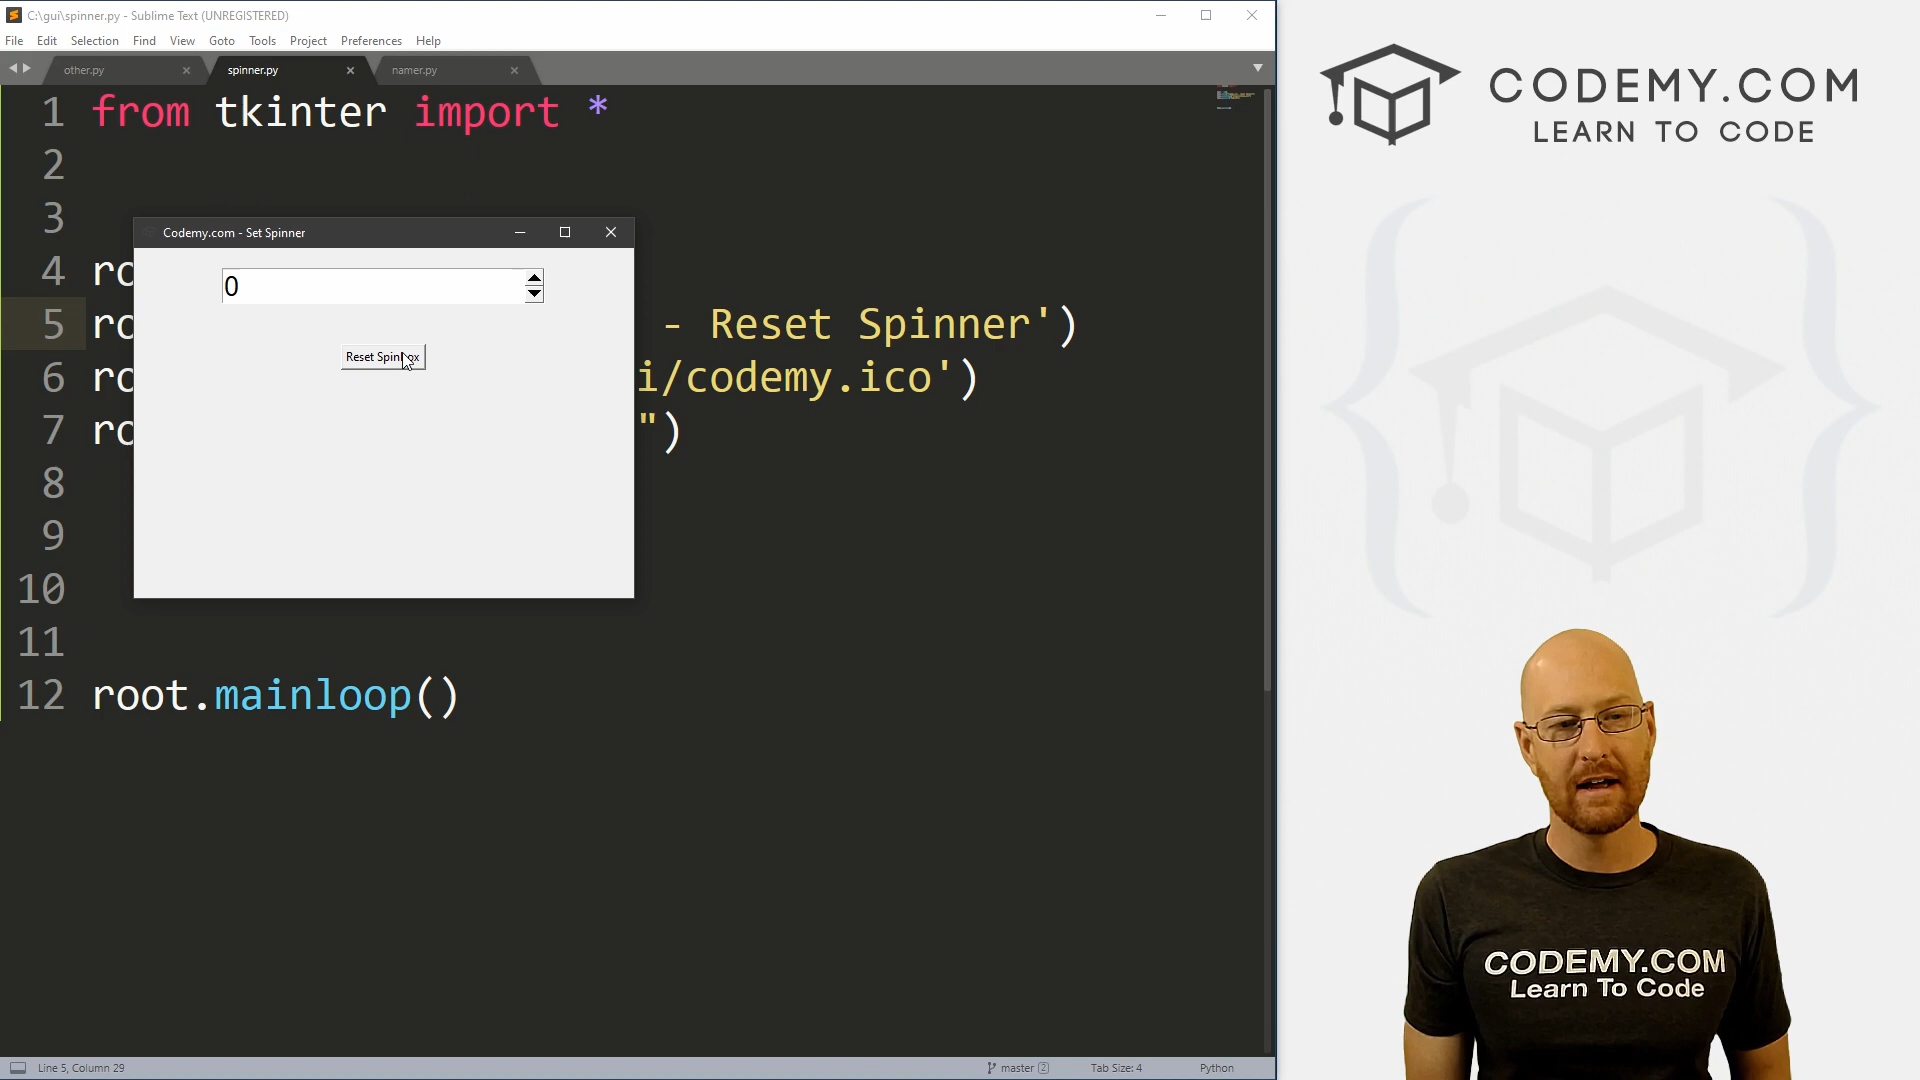 C:\gui\spinner.py - Sublime Text (UNREGISTERED)
File Edit Selection Find View Goto Tools Project Preferences Help
other.py spinner.py namer.py
1 from tkinter import *
2
3
Codemy.com - Set Spinner
4 ro
0
5 ro - Reset Spinner')
Reset Spinbox
6 ro i/codemy.ico')
7 ro ")
8
9
10
11
12 root.mainloop()
Line 5, Column 29 master 2 Tab Size: 4 Python
CODEMY.COM
LEARN TO CODE
CODEMY.COM
Learn To Code